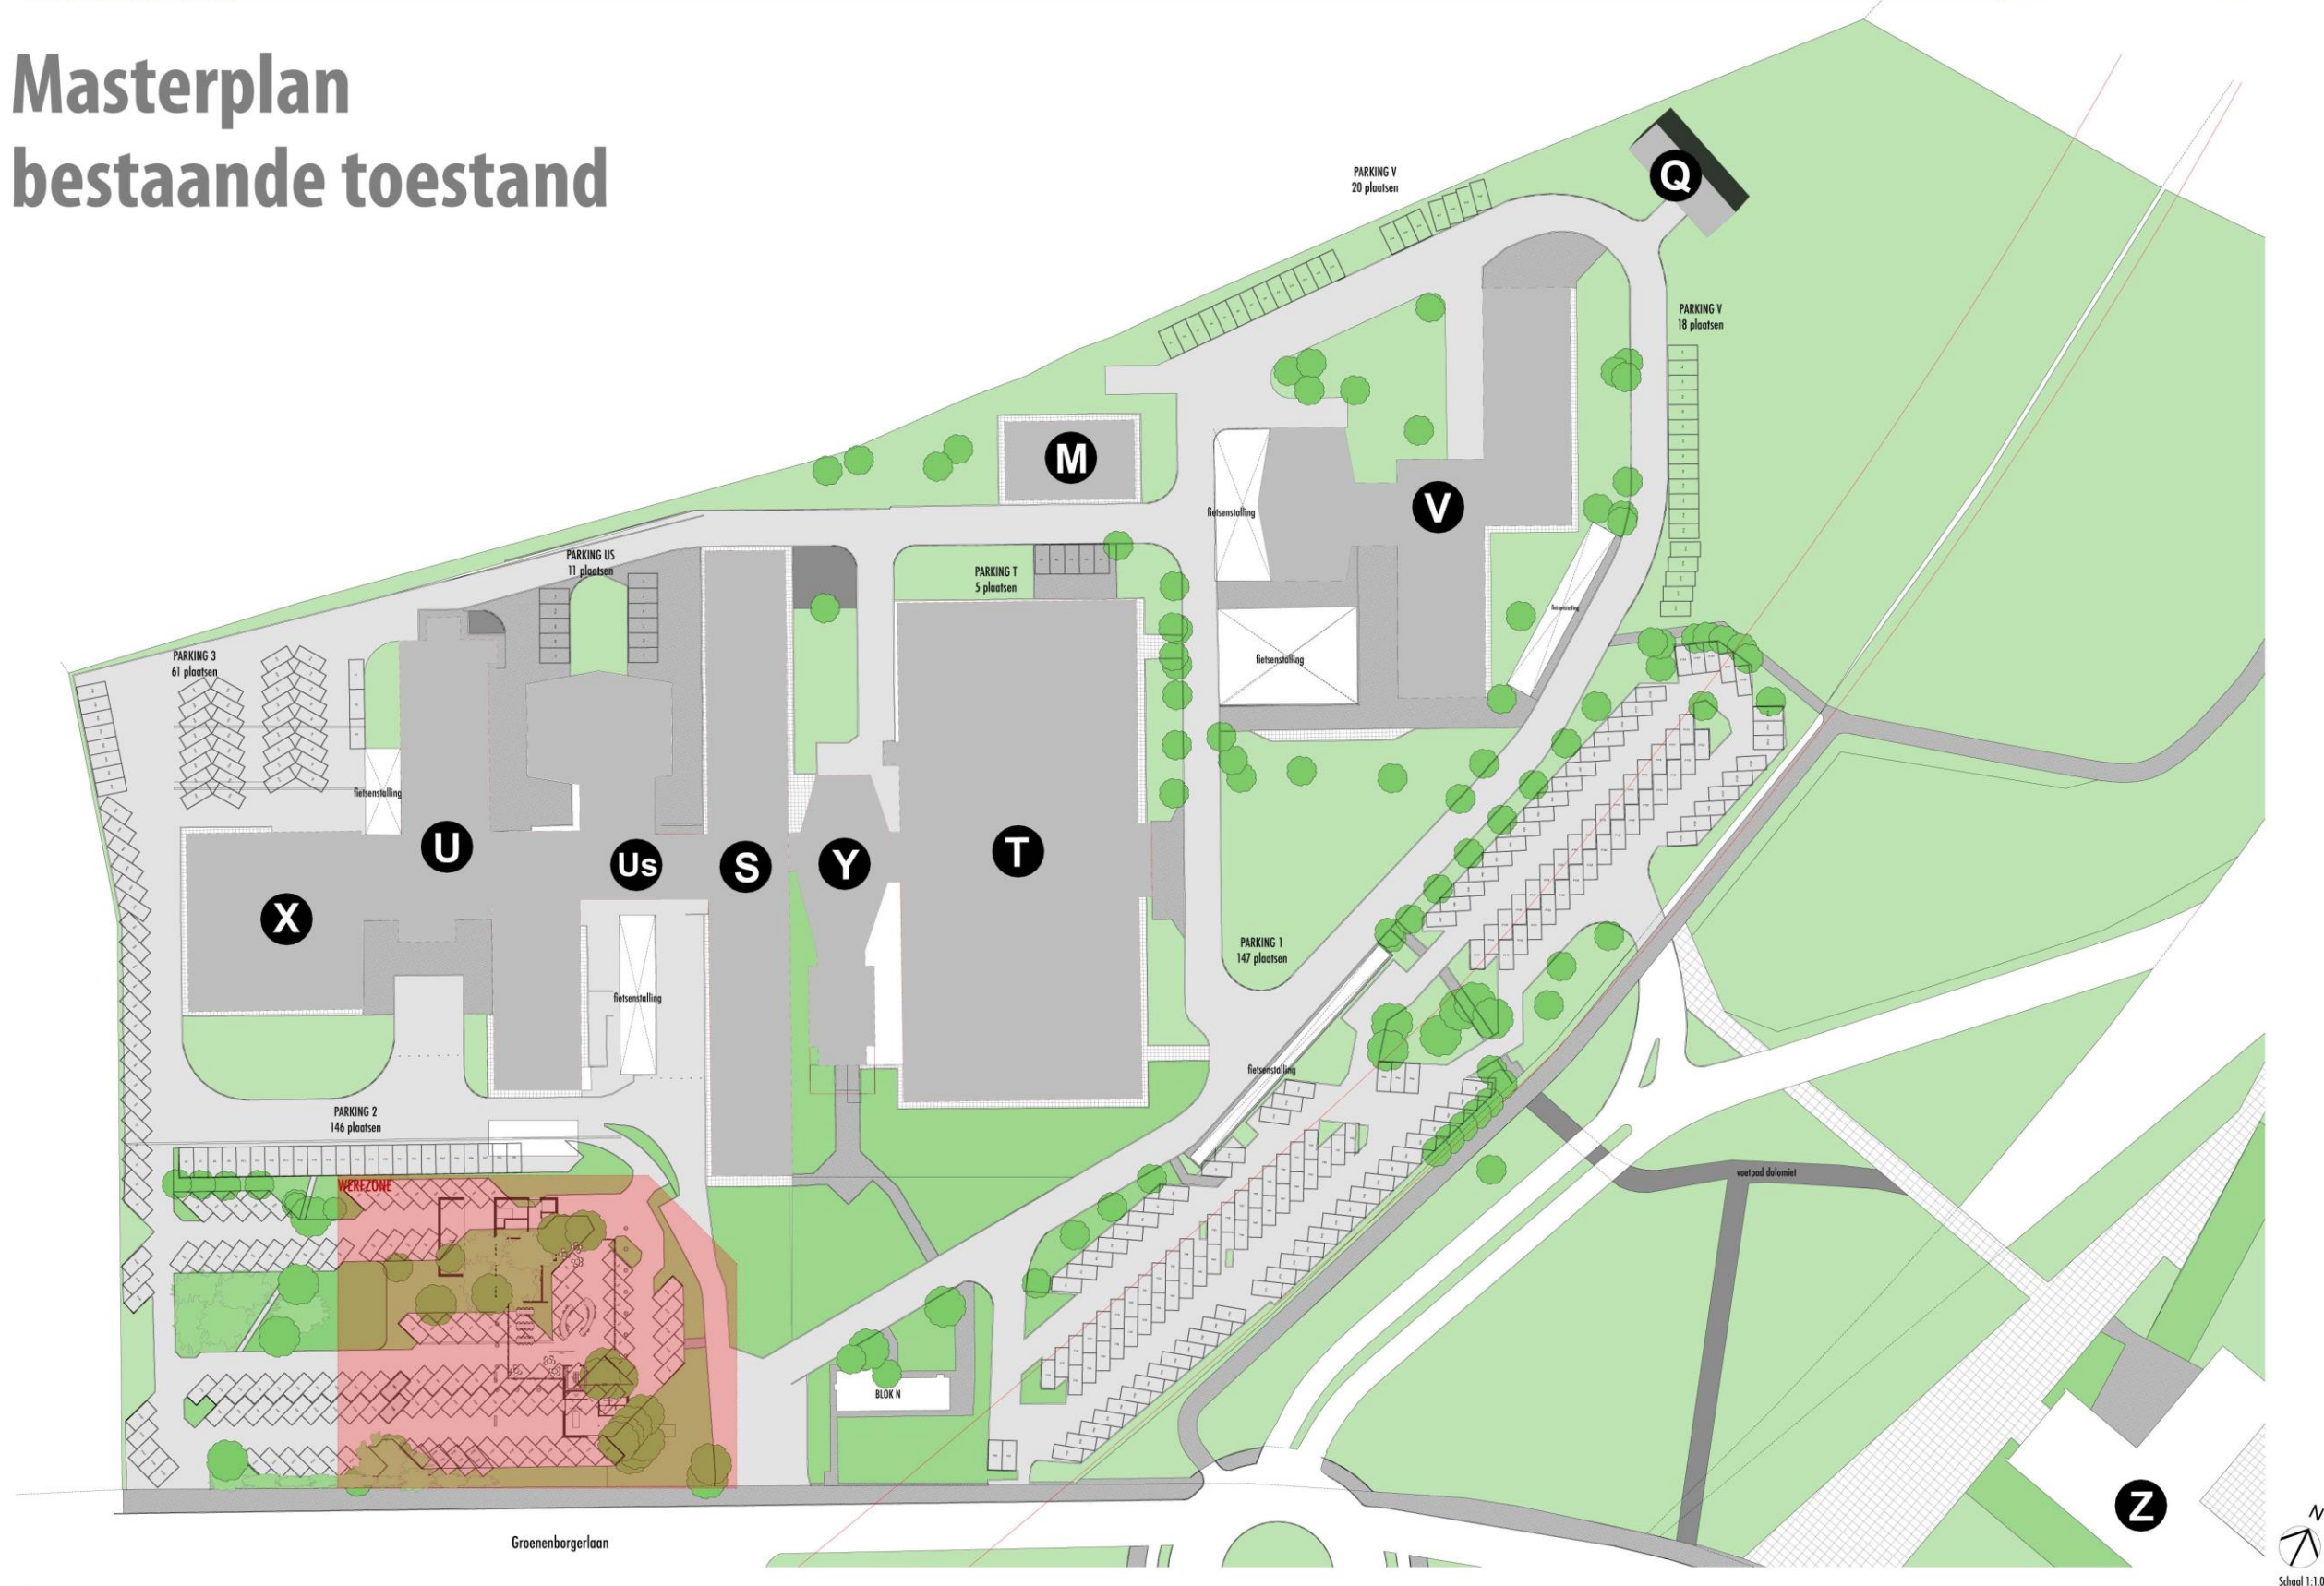 Masterplan
bestaande toestand
PARKING V
20 plaatsen
Q
PARKING V
18 plaatsen
M
V
fietsenstalling
PARKING US
11 plaatsen
PARKING T
5 plaatsen
fietsenstalling
fietsenstalling
PARKING 3
61 plaatsen
fietsenstalling
U
Us
S
Y
T
X
PARKING 1
147 plaatsen
fietsenstalling
fietsenstalling
PARKING 2
146 plaatsen
voetpad dolomiet
WERFZONE
BLOK N
Z
Groenenborgerlaan
N